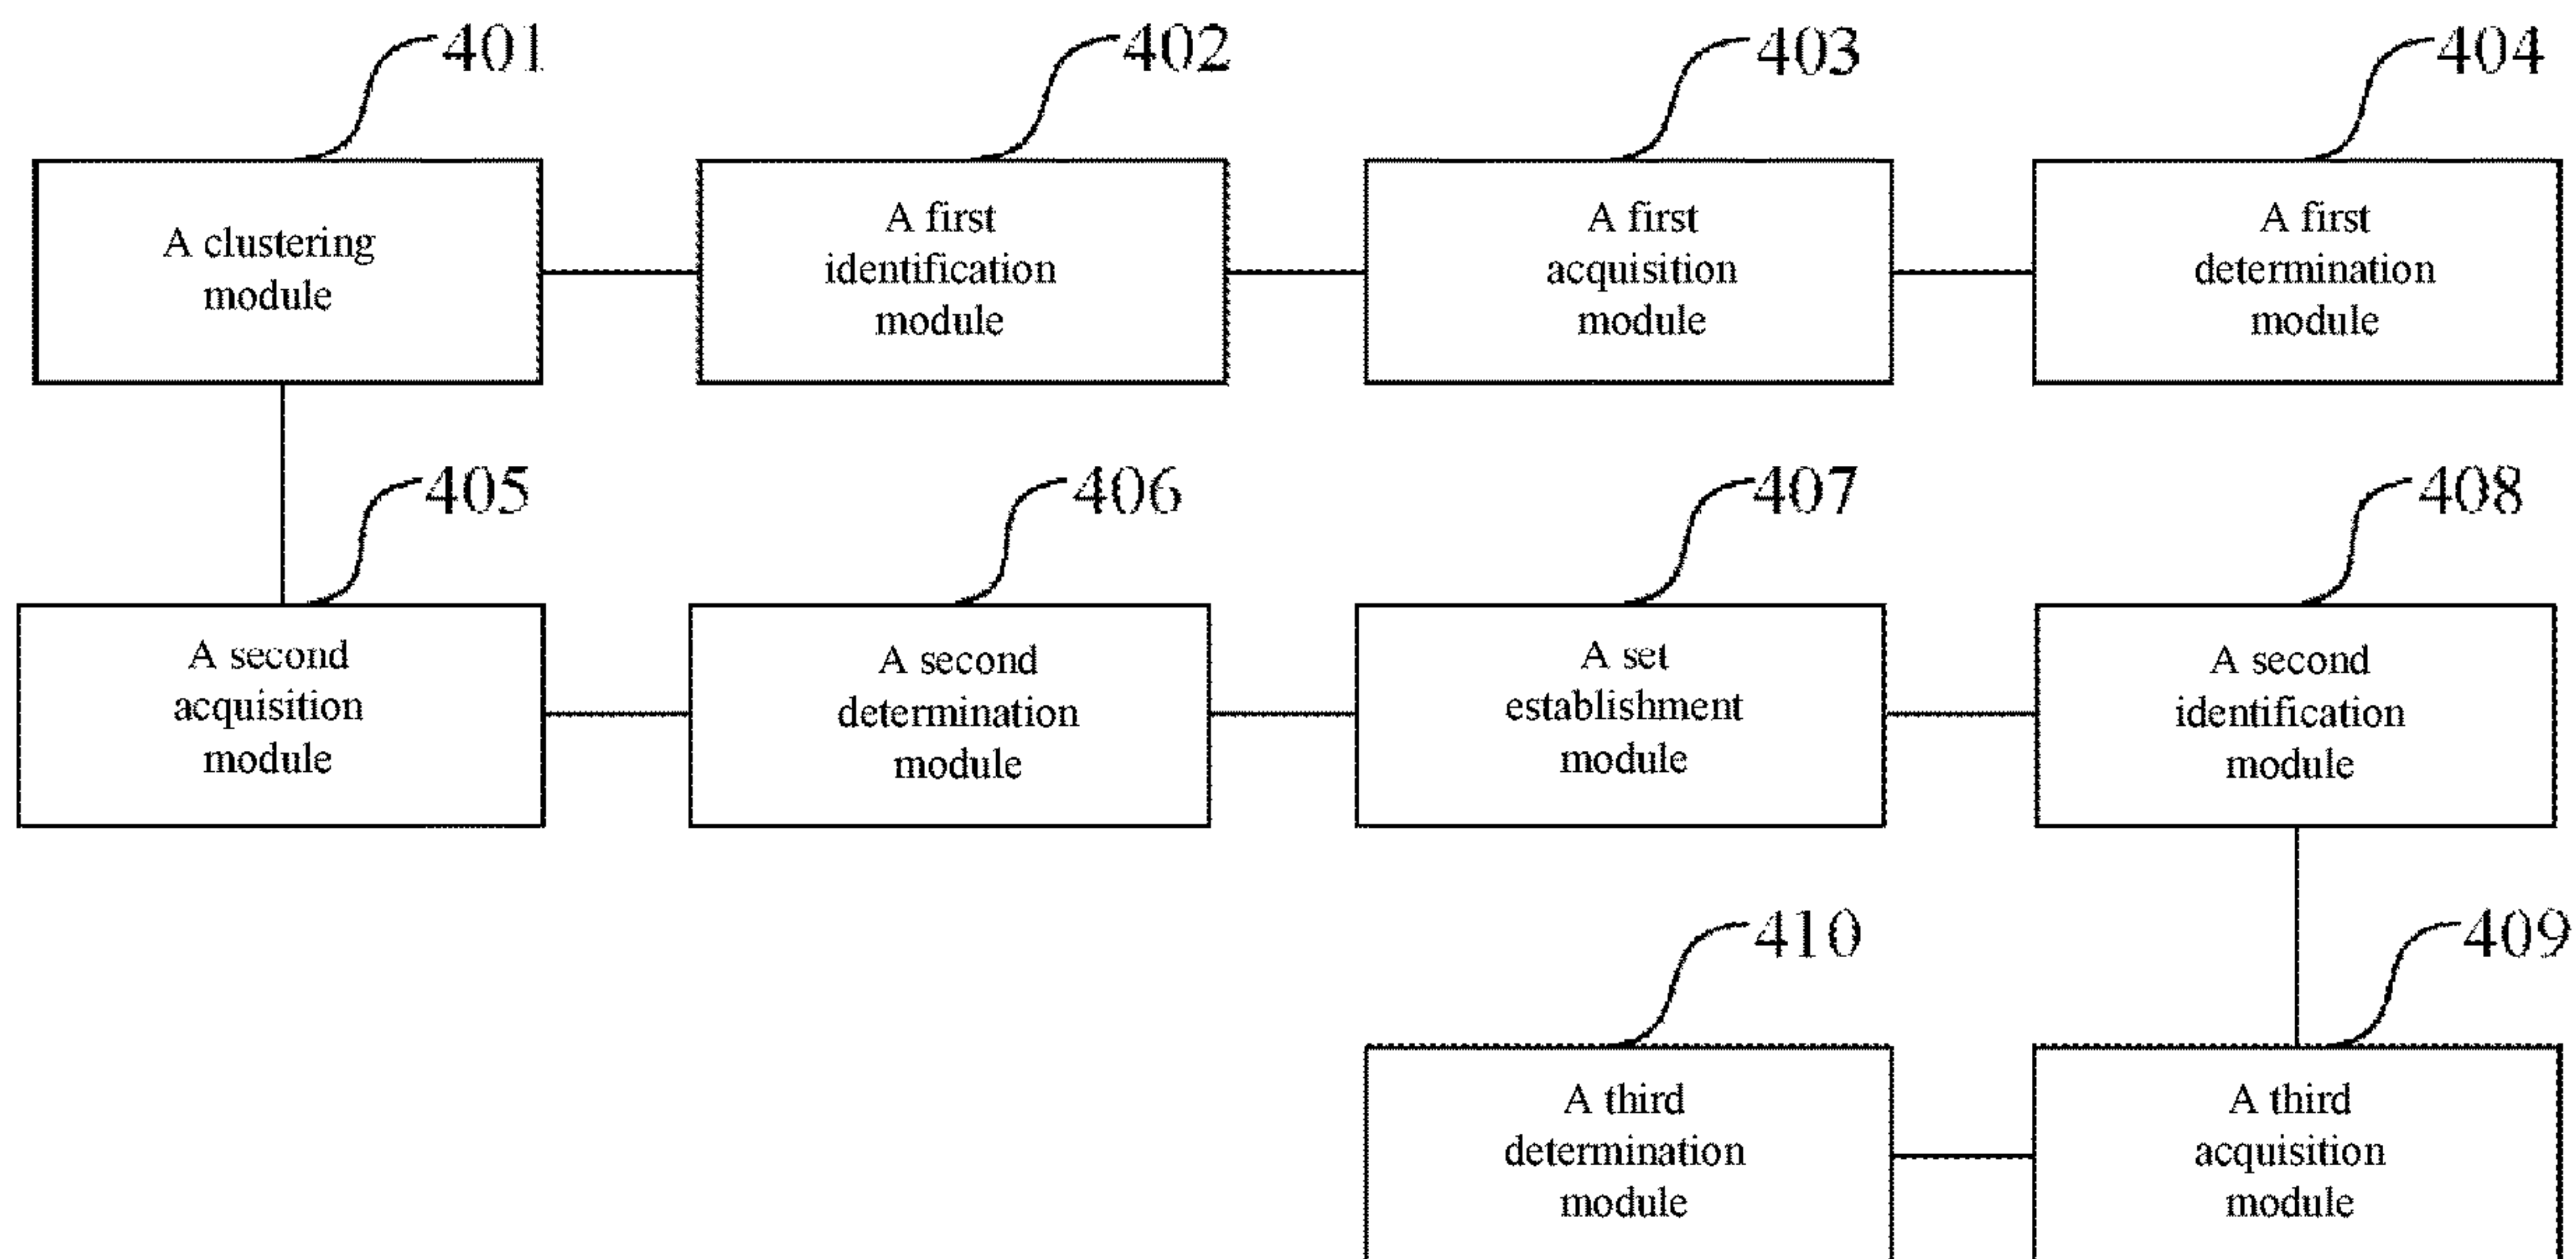 401
402
403
404
A clustering
module
A first
identification
module
A first
acquisition
module
A first
determination
module
405
406
407
408
A second
acquisition
module
A second
determination
module
A set
establishment
module
A second
identification
module
410
409
A third
determination
module
A third
acquisition
module